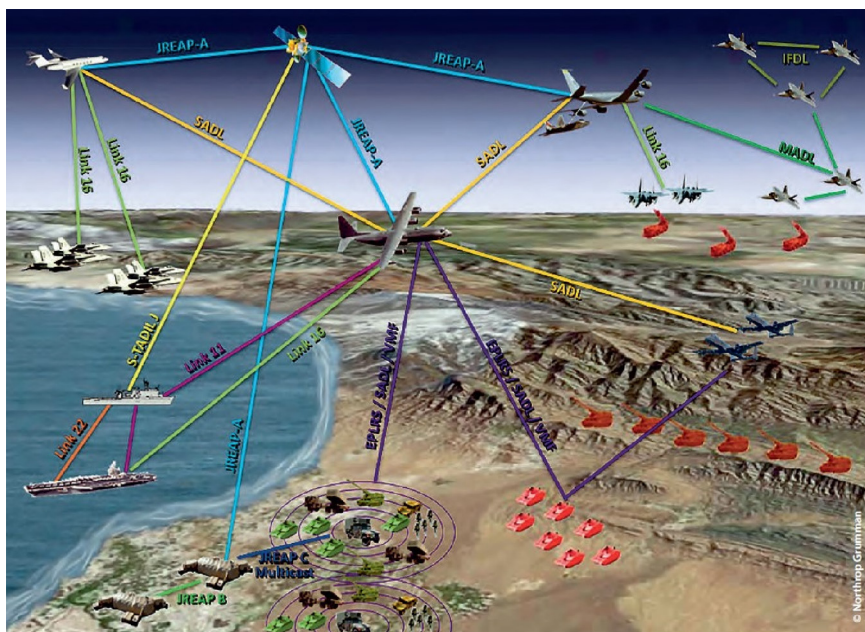 JREAP-A
JREAP-A
IFDL
SADL
Link 16
Link 16
JREAP-A
SADL
Link 16
MADL
SADL
S-TADIL J
Link 11
Link 16
EPLRS / SADL / VMF
EPLRS / SADL / VMF
Link 22
JREAP-A
JREAP C
Multicast
JREAP B
© Northrop Grumman